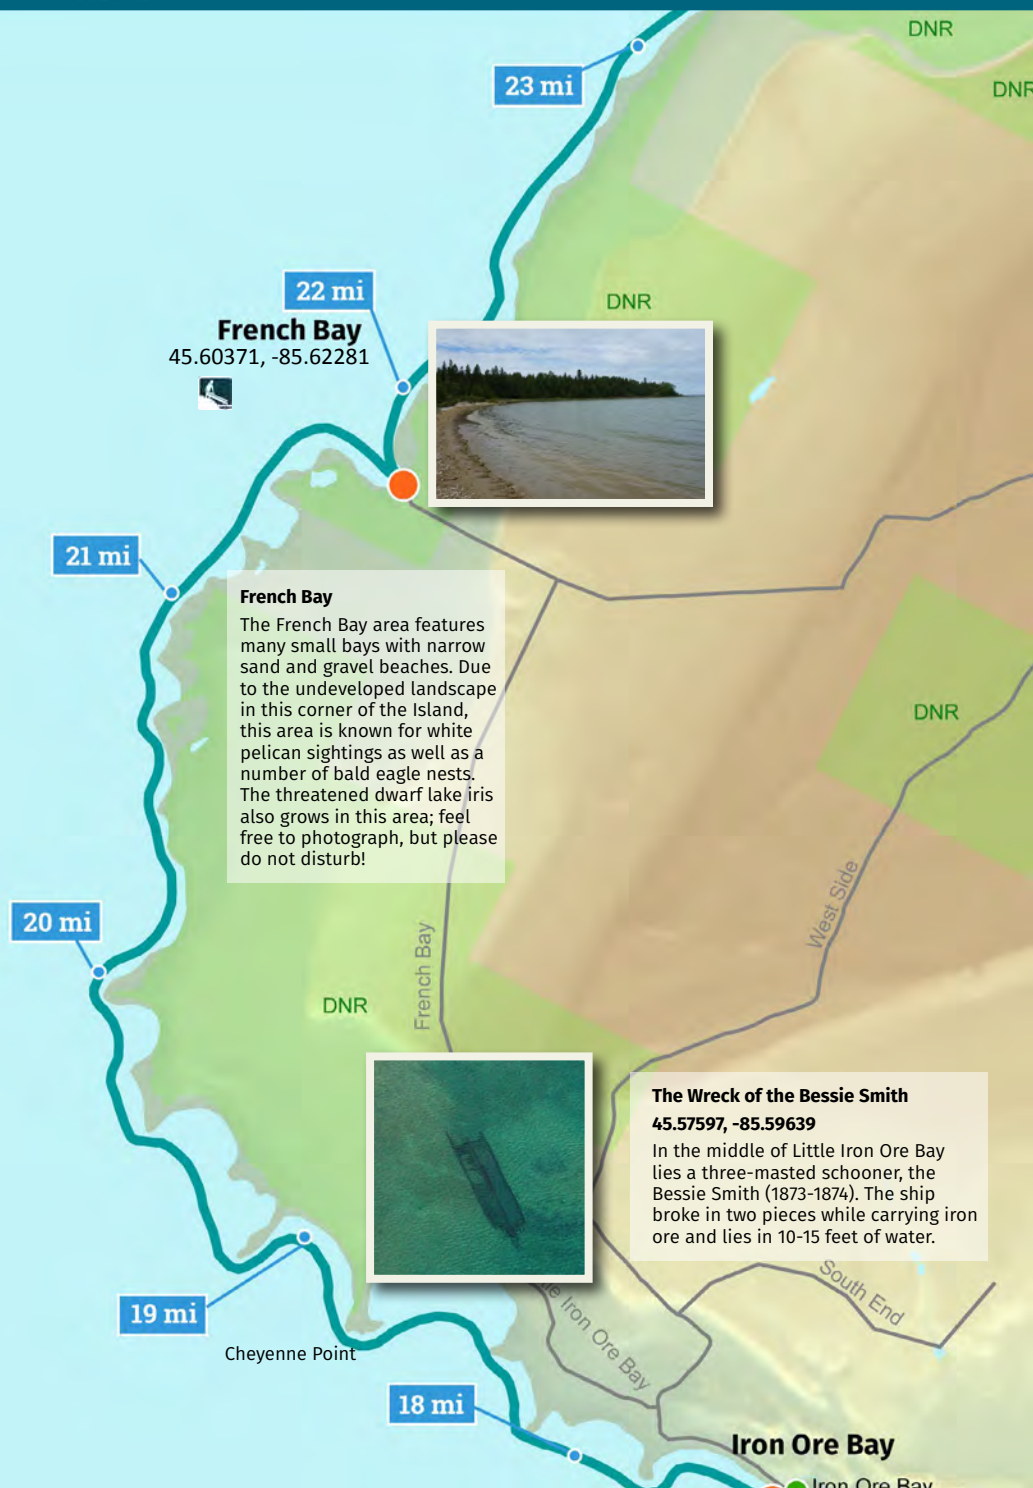 DNR
DNR
23 mi
22 mi
DNR
French Bay
45.60371, -85.62281
21 mi
French Bay
The French Bay area features
many small bays with narrow
sand and gravel beaches. Due
to the undeveloped landscape
in this corner of the Island,
this area is known for white
pelican sightings as well as a
number of bald eagle nests.
The threatened dwarf lake iris
also grows in this area; feel
free to photograph, but please
do not disturb!
DNR
West Side
20 mi
French Bay
DNR
The Wreck of the Bessie Smith
45.57597, -85.59639
In the middle of Little Iron Ore Bay
lies a three-masted schooner, the
Bessie Smith (1873-1874). The ship
broke in two pieces while carrying iron
ore and lies in 10-15 feet of water.
South End
Iron Ore Bay
19 mi
Cheyenne Point
18 mi
Iron Ore Bay
Iron Ore Bay